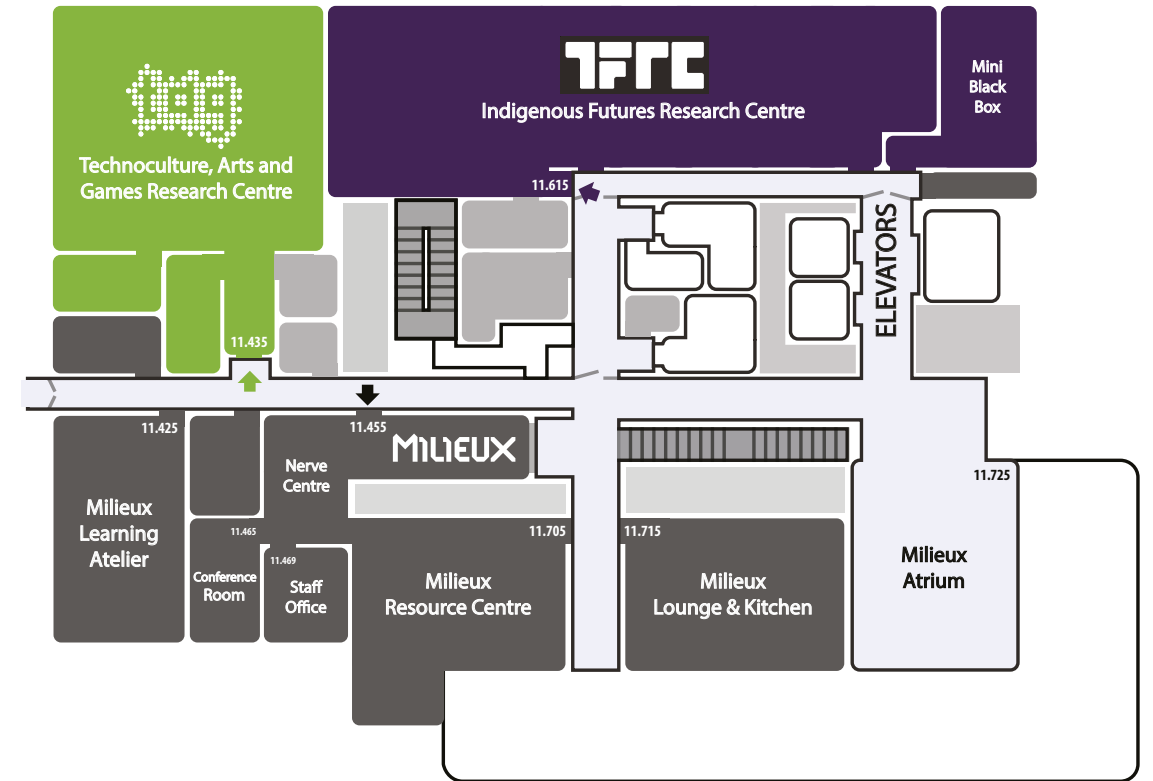 TAG
Technoculture, Arts and
Games Research Centre
IFRC
Indigenous Futures Research Centre
Mini
Black
Box
11.615
ELEVATORS
11.435
11.425
Milieux
Learning
Atelier
11.455
MILIEUX
Nerve
Centre
11.465
Conference
Room
11.469
Staff
Office
11.705
Milieux
Resource Centre
11.715
Milieux
Lounge & Kitchen
11.725
Milieux
Atrium